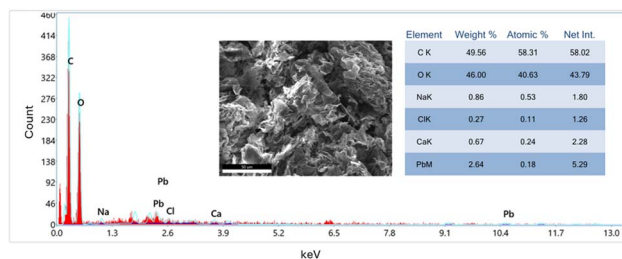 460
414
368
322
276
230
184
138
92
46
0
Count
C
O
Na
Pb
Pb
Cl
Ca
Pb
0.0 1.3 2.6 3.9 5.2 6.5 7.8 9.1 10.4 11.7 13.0
keV
Element Weight % Atomic % Net Int.
C K 49.56 58.31 58.02
O K 46.00 40.63 43.79
NaK 0.86 0.53 1.80
ClK 0.27 0.11 1.26
CaK 0.67 0.24 2.28
PbM 2.64 0.18 5.29